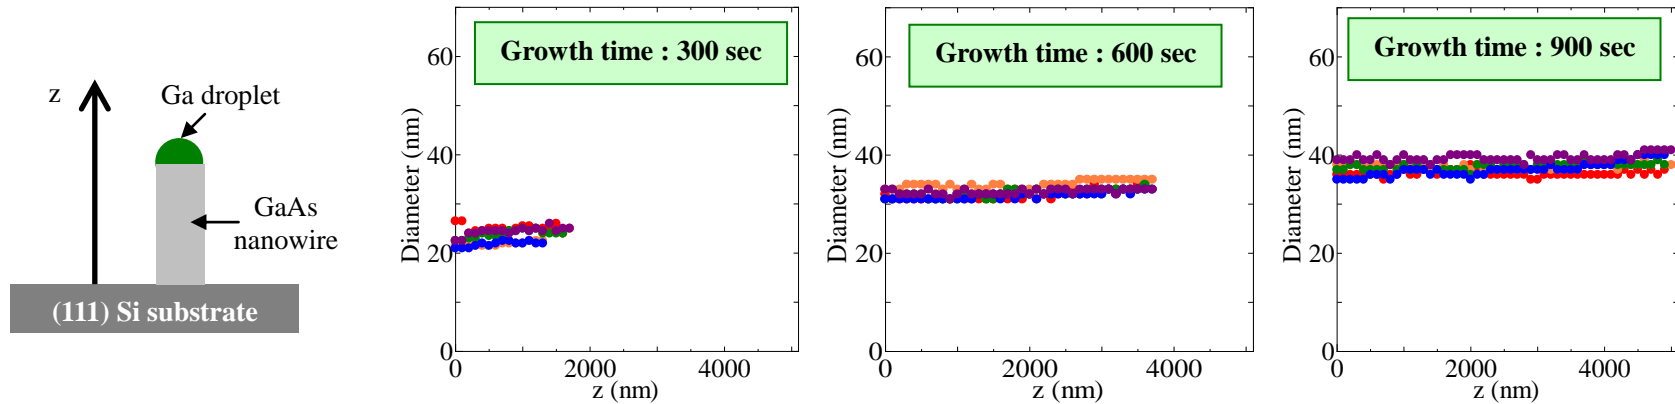 z
Ga droplet
GaAs
nanowire
(111) Si substrate
Growth time : 300 sec
Diameter (nm)
60
40
20
0
0
2000
4000
z (nm)
Growth time : 600 sec
Diameter (nm)
60
40
20
0
0
2000
4000
z (nm)
Growth time : 900 sec
Diameter (nm)
60
40
20
0
0
2000
4000
z (nm)